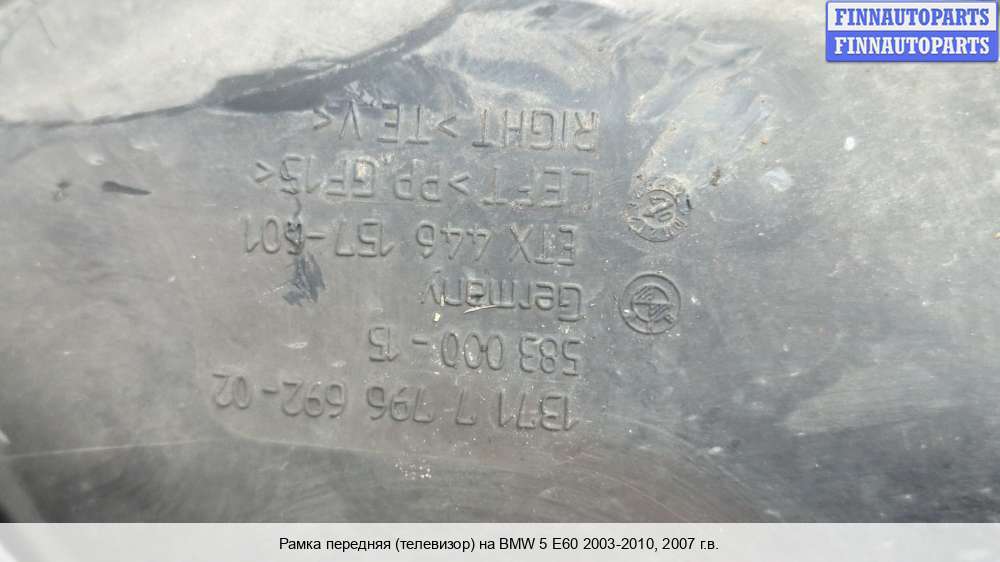 FINNAUTOPARTS
FINNAUTOPARTS
1371 7 796 692-02
583 000 - 15
Germany
ETX 446 157-601
LEFT >PP GF15<
RIGHT >TE.V<
Рамка передняя (телевизор) на BMW 5 E60 2003-2010, 2007 г.в.